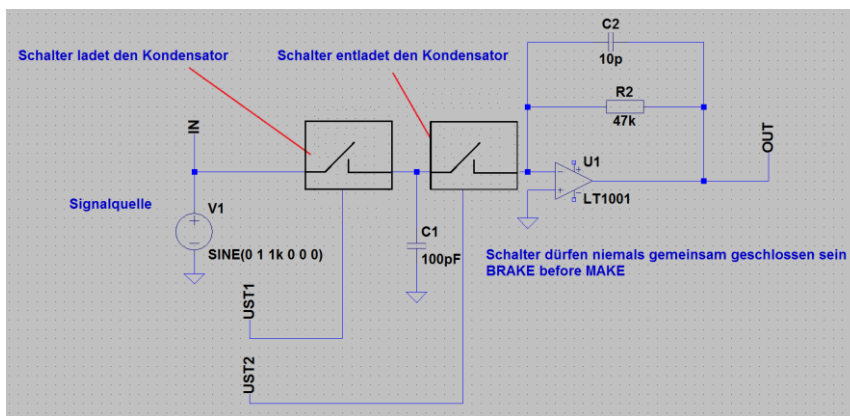 C2
10p
Schalter ladet den Kondensator
Schalter entladet den Kondensator
R2
47k
IN
OUT
U1
LT1001
Signalquelle
V1
SINE(0 1 1k 0 0 0)
C1
100pF
Schalter dürfen niemals gemeinsam geschlossen sein
BRAKE before MAKE
UST1
UST2